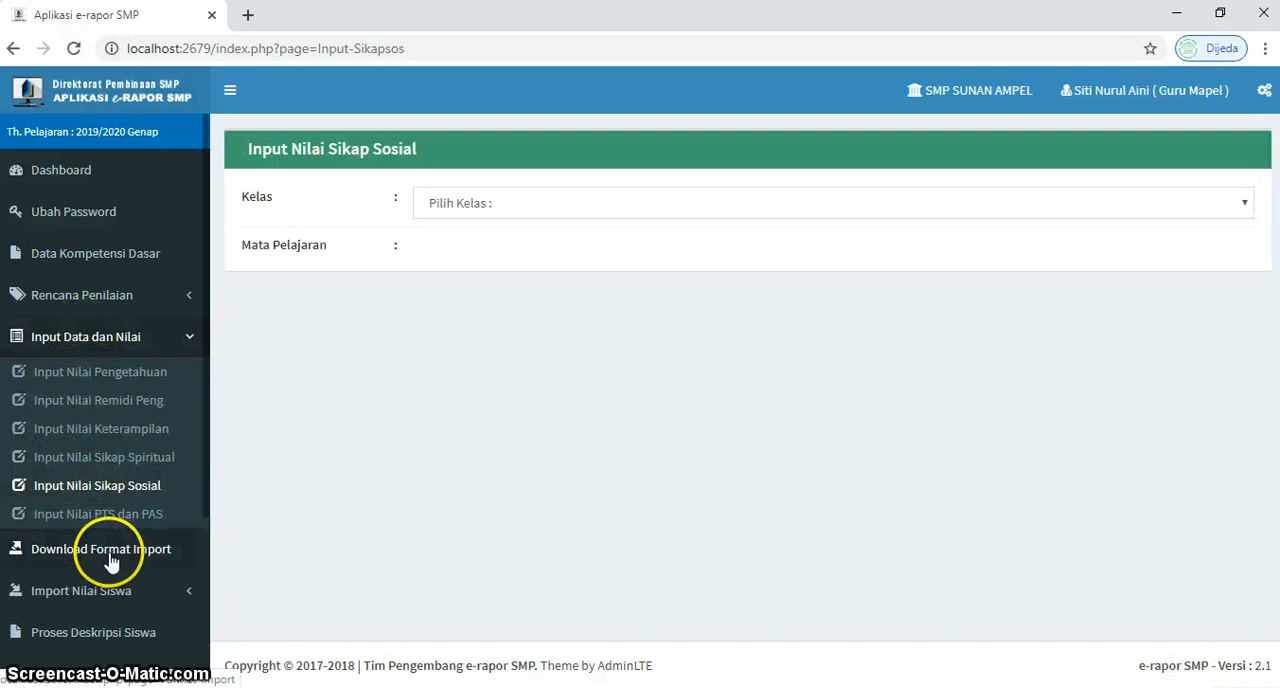 Aplikasi e-rapor SMP
localhost:2679/index.php?page=Input-Sikapsos
Dijeda
Direktorat Pembinaan SMP
APLIKASI e-RAPOR SMP
SMP SUNAN AMPEL
Siti Nurul Aini ( Guru Mapel )
Th. Pelajaran : 2019/2020 Genap
Dashboard
Ubah Password
Data Kompetensi Dasar
Rencana Penilaian
Input Data dan Nilai
Input Nilai Pengetahuan
Input Nilai Remidi Peng
Input Nilai Keterampilan
Input Nilai Sikap Spiritual
Input Nilai Sikap Sosial
Input Nilai PTS dan PAS
Download Format Import
Import Nilai Siswa
Proses Deskripsi Siswa
Input Nilai Sikap Sosial
Kelas : Pilih Kelas :
Mata Pelajaran :
Screencast-O-Matic.com
Copyright © 2017-2018 | Tim Pengembang e-rapor SMP. Theme by AdminLTE
e-rapor SMP - Versi : 2.1